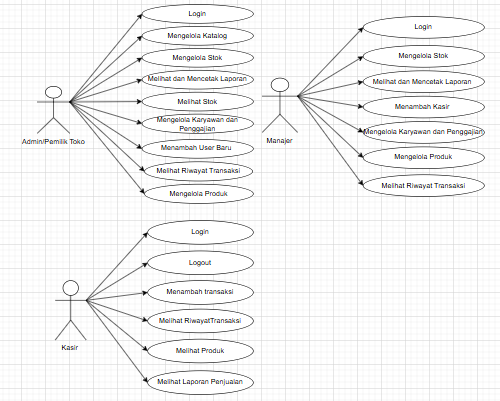 Login
Mengelola Katalog
Mengelola Stok
Melihat dan Mencetak Laporan
Melihat Stok
Mengelola Karyawan dan
Penggajian
Menambah User Baru
Melihat Riwayat Transaksi
Mengelola Produk
Admin/Pemilik Toko
Login
Mengelola Stok
Melihat dan Mencetak Laporan
Menambah Kasir
Mengelola Karyawan dan Penggajian
Mengelola Produk
Melihat Riwayat Transaksi
Manajer
Login
Logout
Menambah transaksi
Melihat RiwayatTransaksi
Melihat Produk
Melihat Laporan Penjualan
Kasir